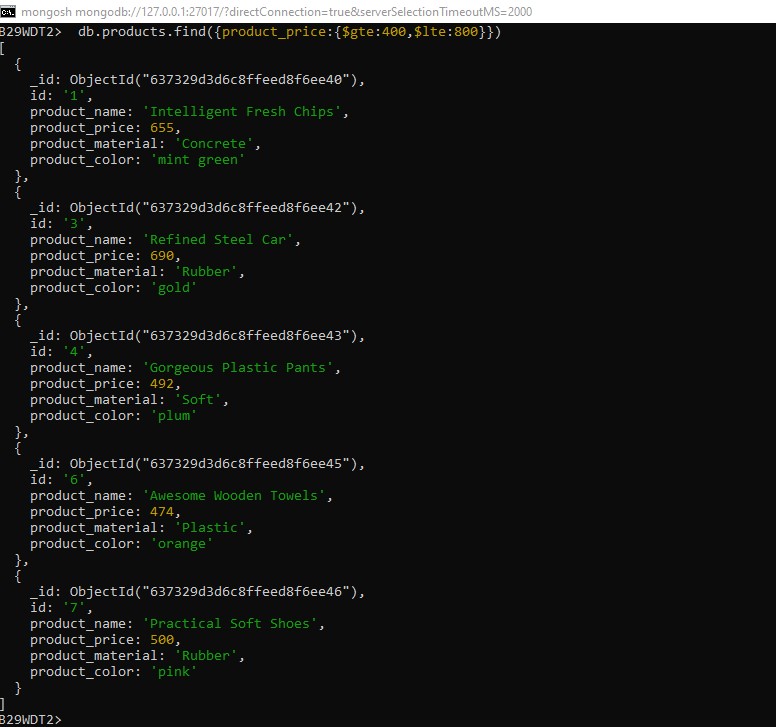 mongosh mongodb://127.0.0.1:27017/?directConnection=true&serverSelectionTimeoutMS=2000
B29WDT2>  db.products.find({product_price:{$gte:400,$lte:800}})
[
  {
    _id: ObjectId("637329d3d6c8ffeed8f6ee40"),
    id: '1',
    product_name: 'Intelligent Fresh Chips',
    product_price: 655,
    product_material: 'Concrete',
    product_color: 'mint green'
  },
  {
    _id: ObjectId("637329d3d6c8ffeed8f6ee42"),
    id: '3',
    product_name: 'Refined Steel Car',
    product_price: 690,
    product_material: 'Rubber',
    product_color: 'gold'
  },
  {
    _id: ObjectId("637329d3d6c8ffeed8f6ee43"),
    id: '4',
    product_name: 'Gorgeous Plastic Pants',
    product_price: 492,
    product_material: 'Soft',
    product_color: 'plum'
  },
  {
    _id: ObjectId("637329d3d6c8ffeed8f6ee45"),
    id: '6',
    product_name: 'Awesome Wooden Towels',
    product_price: 474,
    product_material: 'Plastic',
    product_color: 'orange'
  },
  {
    _id: ObjectId("637329d3d6c8ffeed8f6ee46"),
    id: '7',
    product_name: 'Practical Soft Shoes',
    product_price: 500,
    product_material: 'Rubber',
    product_color: 'pink'
  }
]
B29WDT2>